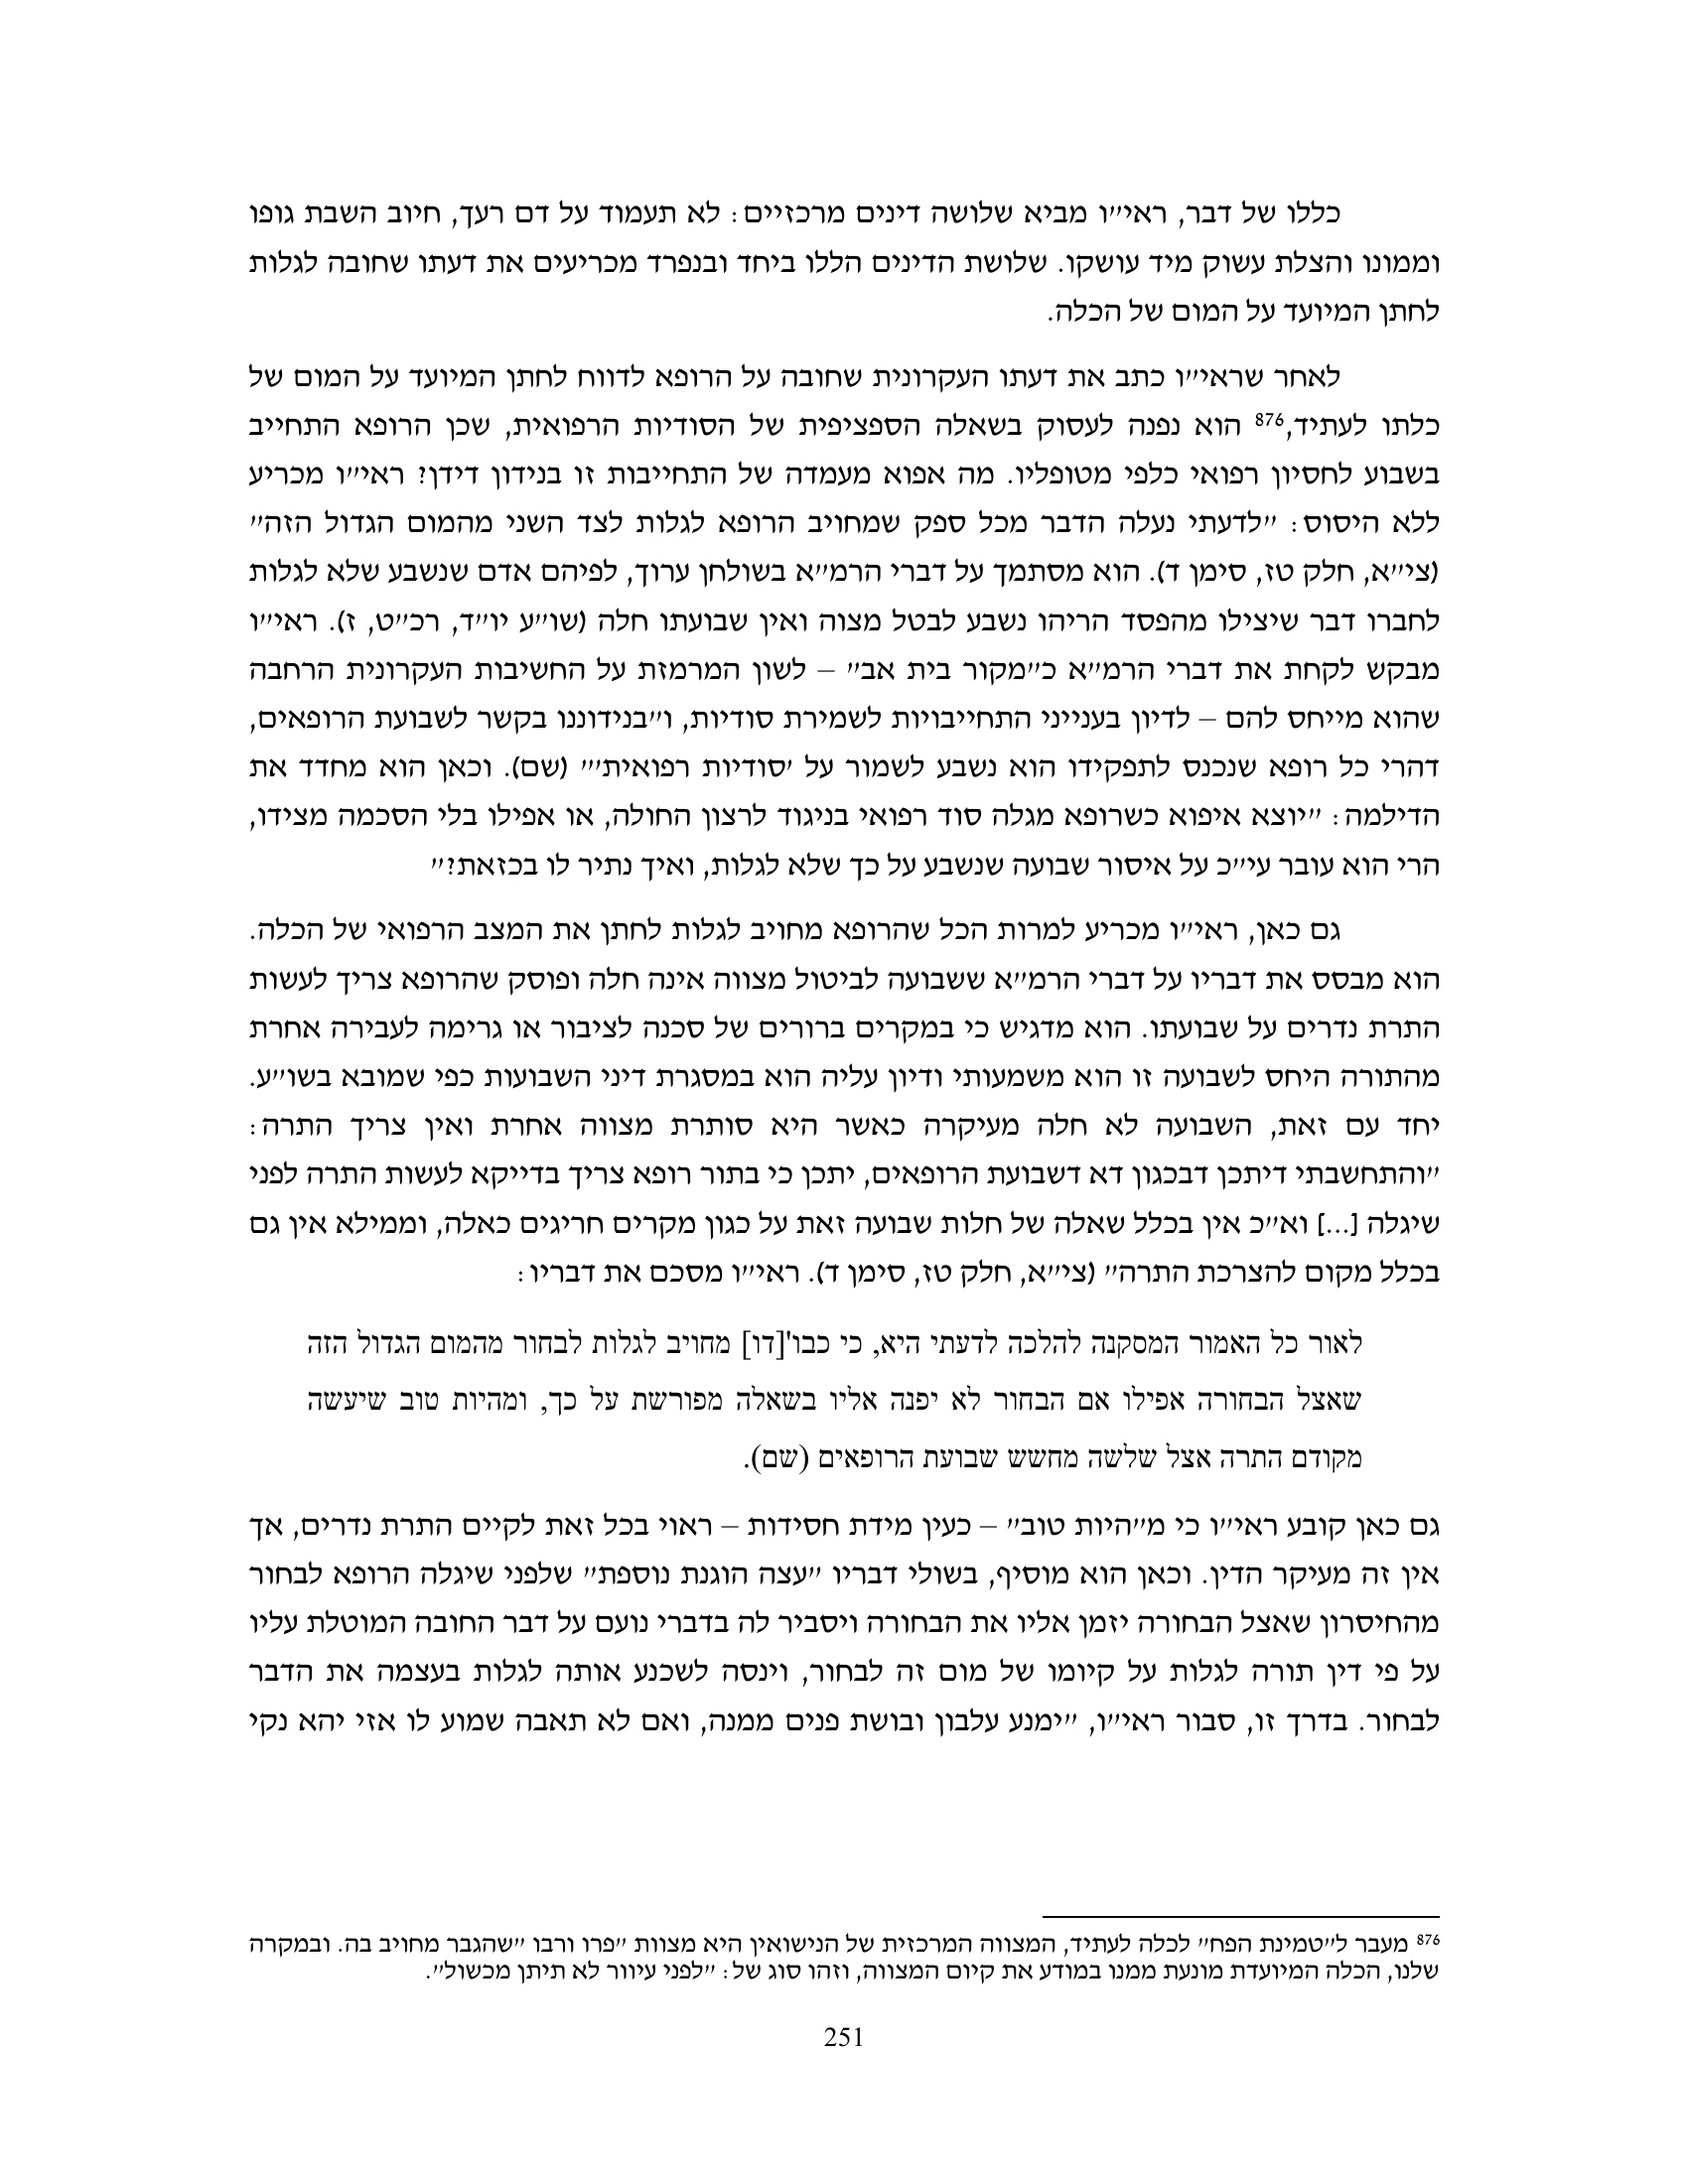 כללו של דבר, ראי״ו מביא שלושה דינים מרכזיים: לא תעמוד על דם רעך, חיוב השבת גופו
וממונו והצלת עשוק מיד עושקו. שלושת הדינים הללו ביחד ובנפרד מכריעים את דעתו שחובה לגלות
לחתן המיועד על המום של הכלה.
לאחר שראי״ו כתב את דעתו העקרונית שחובה על הרופא לדווח לחתן המיועד על המום של
כלתו לעתיד,876 הוא נפנה לעסוק בשאלה הספציפית של הסודיות הרפואית, שכן הרופא התחייב
בשבוע לחסיון רפואי כלפי מטופליו. מה אפוא מעמדה של התחייבות זו בנידון דידן? ראי״ו מכריע
ללא היסוס: ״לדעתי נעלה הדבר מכל ספק שמחויב הרופא לגלות לצד השני מהמום הגדול הזה״
(צי״א, חלק טז, סימן ד). הוא מסתמך על דברי הרמ״א בשולחן ערוך, לפיהם אדם שנשבע שלא לגלות
לחברו דבר שיצילו מהפסד הריהו נשבע לבטל מצוה ואין שבועתו חלה (שו״ע יו״ד, רכ״ט, ז). ראי״ו
מבקש לקחת את דברי הרמ״א כ״מקור בית אב״ – לשון המרמזת על החשיבות העקרונית הרחבה
שהוא מייחס להם – לדיון בענייני התחייבויות לשמירת סודיות, ו״בנידוננו בקשר לשבועת הרופאים,
דהרי כל רופא שנכנס לתפקידו הוא נשבע לשמור על ׳סודיות רפואית׳״ (שם). וכאן הוא מחדד את
הדילמה: ״יוצא איפוא כשרופא מגלה סוד רפואי בניגוד לרצון החולה, או אפילו בלי הסכמה מצידו,
הרי הוא עובר עי״כ על איסור שבועה שנשבע על כך שלא לגלות, ואיך נתיר לו בכזאת?״
גם כאן, ראי״ו מכריע למרות הכל שהרופא מחויב לגלות לחתן את המצב הרפואי של הכלה.
הוא מבסס את דבריו על דברי הרמ״א ששבועה לביטול מצווה אינה חלה ופוסק שהרופא צריך לעשות
התרת נדרים על שבועתו. הוא מדגיש כי במקרים ברורים של סכנה לציבור או גרימה לעבירה אחרת
מהתורה היחס לשבועה זו הוא משמעותי ודיון עליה הוא במסגרת דיני השבועות כפי שמובא בשו״ע.
יחד עם זאת, השבועה לא חלה מעיקרה כאשר היא סותרת מצווה אחרת ואין צריך התרה:
״והתחשבתי דיתכן דבכגון דא דשבועת הרופאים, יתכן כי בתור רופא צריך בדייקא לעשות התרה לפני
שיגלה [...] וא״כ אין בכלל שאלה של חלות שבועה זאת על כגון מקרים חריגים כאלה, וממילא אין גם
בכלל מקום להצרכת התרה״ (צי״א, חלק טז, סימן ד). ראי״ו מסכם את דבריו:
לאור כל האמור המסקנה להלכה לדעתי היא, כי כבו'[דו] מחויב לגלות לבחור מהמום הגדול הזה
שאצל הבחורה אפילו אם הבחור לא יפנה אליו בשאלה מפורשת על כך, ומהיות טוב שיעשה
מקודם התרה אצל שלשה מחשש שבועת הרופאים (שם).
גם כאן קובע ראי״ו כי מ״היות טוב״ – כעין מידת חסידות – ראוי בכל זאת לקיים התרת נדרים, אך
אין זה מעיקר הדין. וכאן הוא מוסיף, בשולי דבריו ״עצה הוגנת נוספת״ שלפני שיגלה הרופא לבחור
מהחיסרון שאצל הבחורה יזמן אליו את הבחורה ויסביר לה בדברי נועם על דבר החובה המוטלת עליו
על פי דין תורה לגלות על קיומו של מום זה לבחור, וינסה לשכנע אותה לגלות בעצמה את הדבר
לבחור. בדרך זו, סבור ראי״ו, ״ימנע עלבון ובושת פנים ממנה, ואם לא תאבה שמוע לו אזי יהא נקי
876 מעבר ל״טמינת הפח״ לכלה לעתיד, המצווה המרכזית של הנישואין היא מצוות ״פרו ורבו ״שהגבר מחויב בה. ובמקרה
שלנו, הכלה המיועדת מונעת ממנו במודע את קיום המצווה, וזהו סוג של: ״לפני עיוור לא תיתן מכשול״.
251